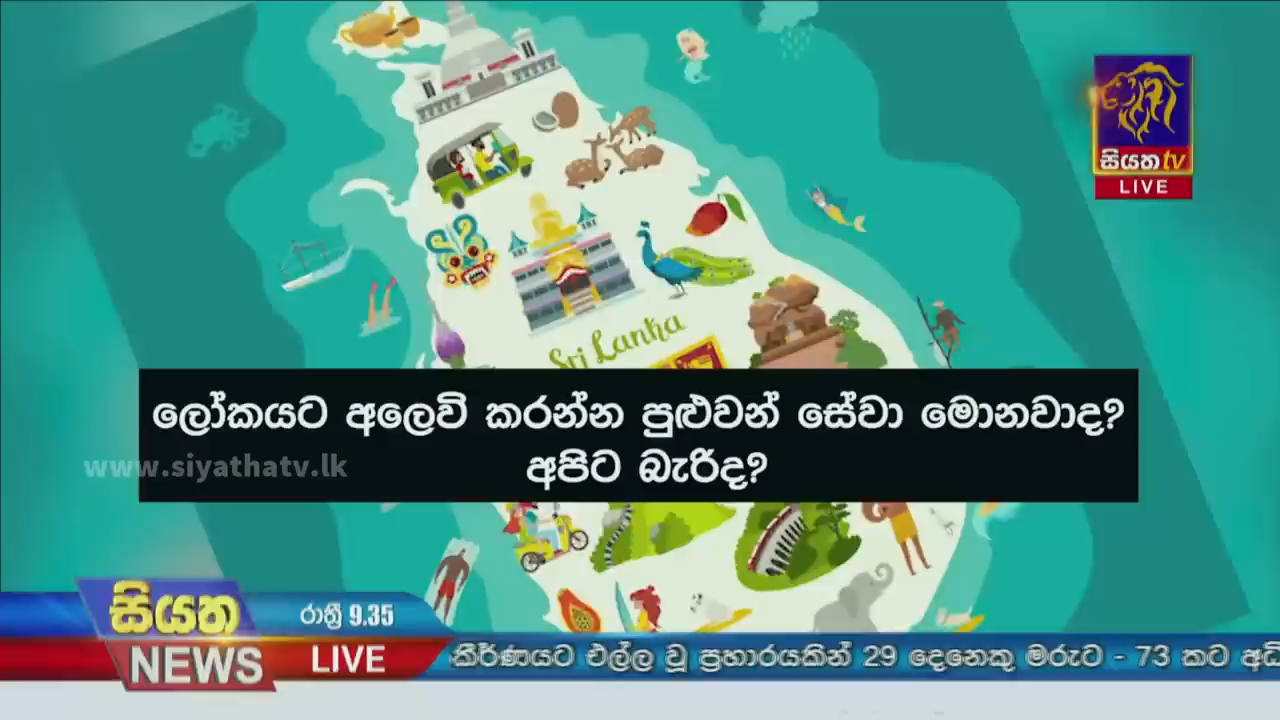 සියත tv
LIVE
Sri Lanka
ලෝකයට අලෙවි කරන්න පුළුවන් සේවා මොනවාද?
අපිට බැරිද?
www.siyathatv.lk
සියත
NEWS
රාත්‍රී 9.35
LIVE
කීර්ණයට එල්ල වූ ප්‍රහාරයකින් 29 දෙනෙකු මරුට - 73 කට